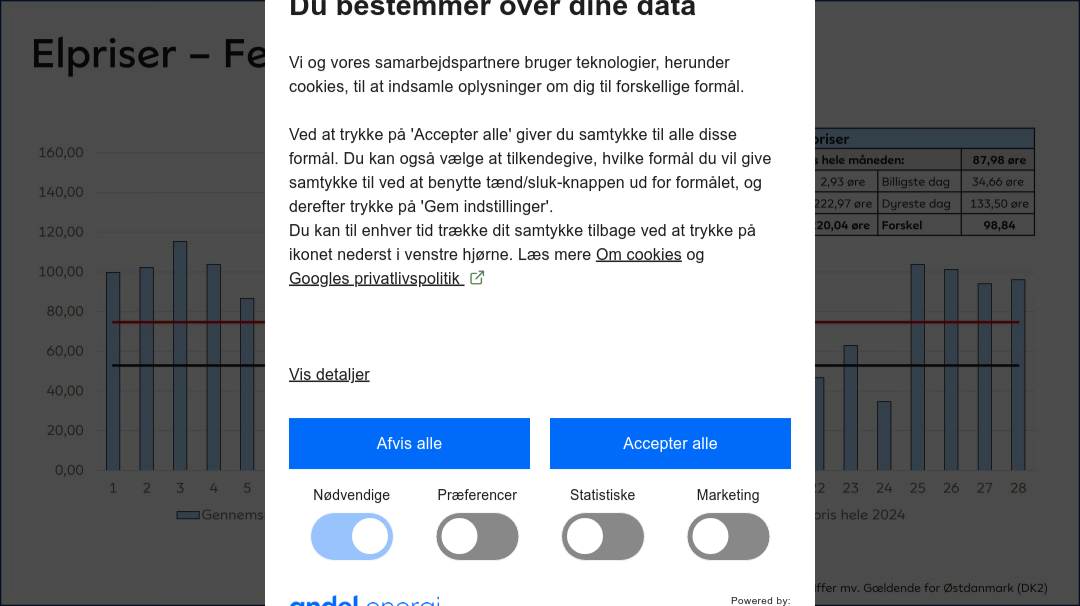 Du bestemmer over dine data
Elpriser – Fe
Vi og vores samarbejdspartnere bruger teknologier, herunder
cookies, til at indsamle oplysninger om dig til forskellige formål.
Ved at trykke på 'Accepter alle' giver du samtykke til alle disse
formål. Du kan også vælge at tilkendegive, hvilke formål du vil give
samtykke til ved at benytte tænd/sluk-knappen ud for formålet, og
derefter trykke på 'Gem indstillinger'.
Du kan til enhver tid trække dit samtykke tilbage ved at trykke på
ikonet nederst i venstre hjørne. Læs mere Om cookies og
Googles privatlivspolitik
Vis detaljer
Afvis alle
Accepter alle
Nødvendige Præferencer Statistiske Marketing
andel energi
Powered by:
160,00
140,00
120,00
100,00
80,00
60,00
40,00
20,00
0,00
1 2 3 4 5
22 23 24 25 26 27 28
Gennems
pris hele 2024
priser
s hele måneden: 87,98 øre
2,93 øre Billigste dag 34,66 øre
222,97 øre Dyreste dag 133,50 øre
20,04 øre Forskel 98,84
iffer mv. Gældende for Østdanmark (DK2)